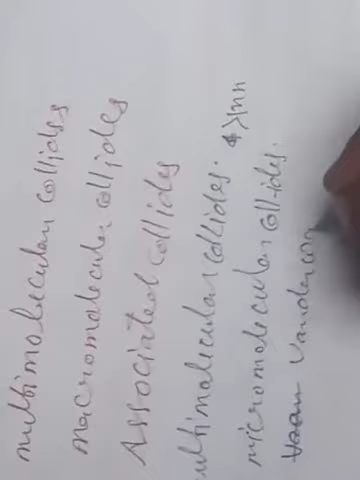 multimolecular collides
macromolecular collides
Associated collides
ultimolecular collides.
micromolecular collides.
Vander